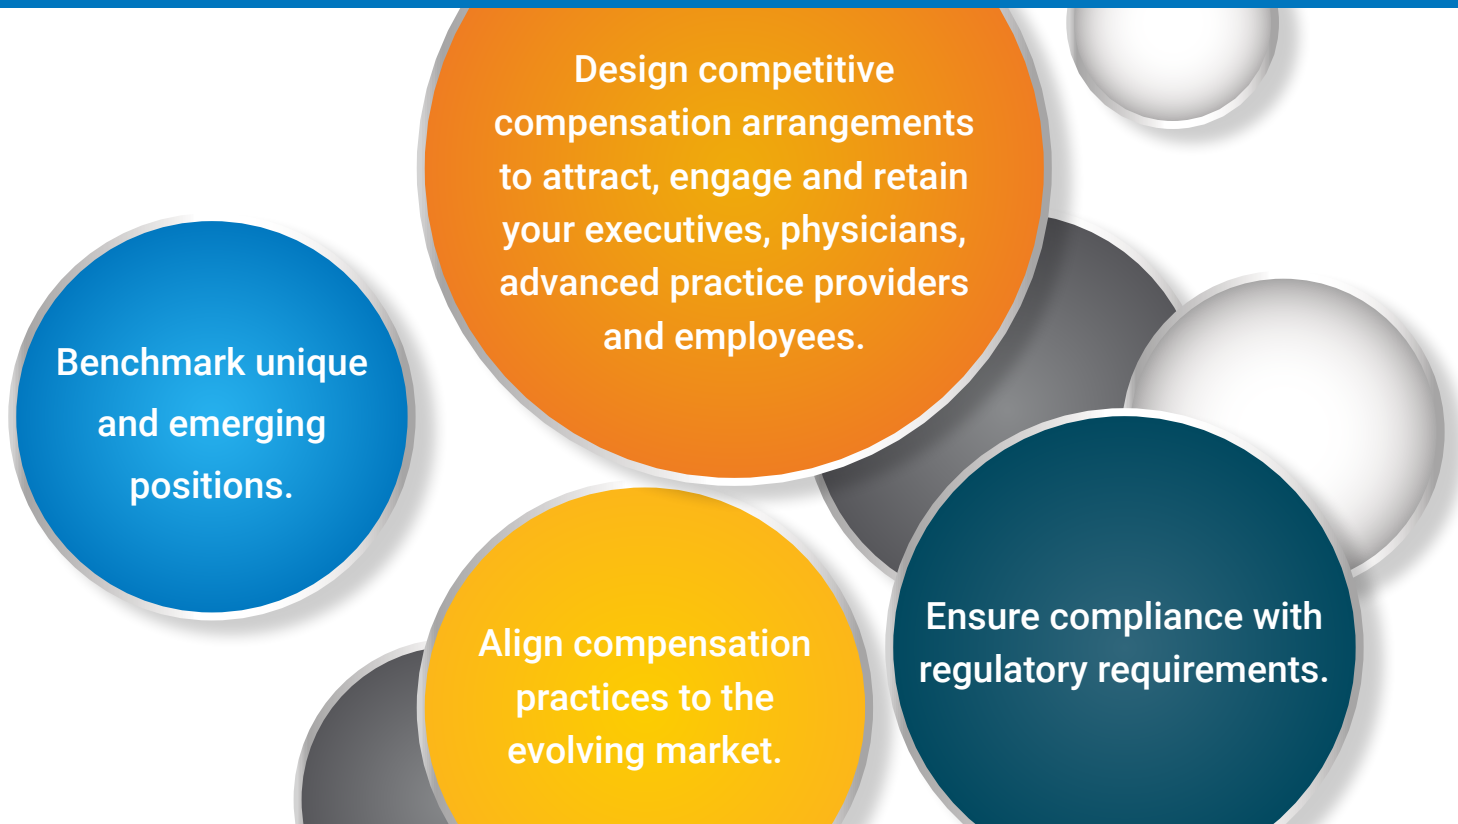 Design competitive
compensation arrangements
to attract, engage and retain
your executives, physicians,
advanced practice providers
and employees.
Benchmark unique
and emerging
positions.
Align compensation
practices to the
evolving market.
Ensure compliance with
regulatory requirements.